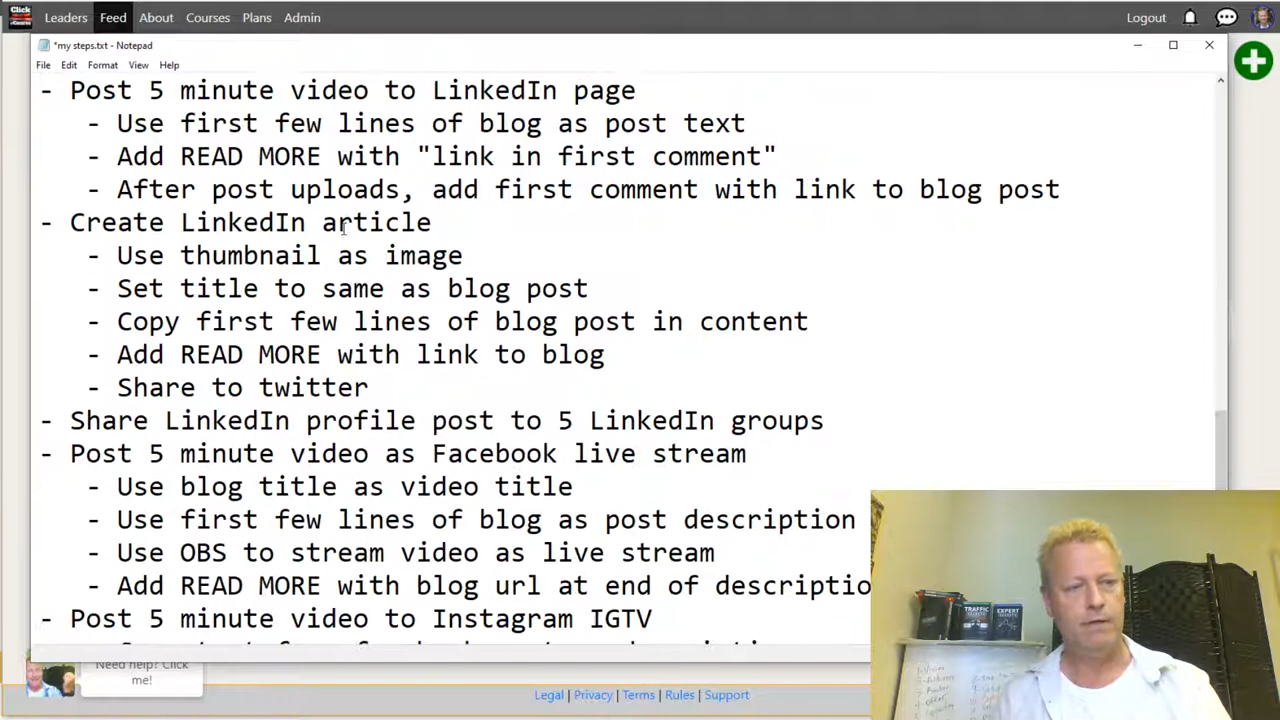 Click
Leaders Feed About Courses Plans Admin Logout
*my steps.txt - Notepad
File Edit Format View Help
- Post 5 minute video to LinkedIn page
- Use first few lines of blog as post text
- Add READ MORE with "link in first comment"
- After post uploads, add first comment with link to blog post
- Create LinkedIn article
- Use thumbnail as image
- Set title to same as blog post
- Copy first few lines of blog post in content
- Add READ MORE with link to blog
- Share to twitter
- Share LinkedIn profile post to 5 LinkedIn groups
- Post 5 minute video as Facebook live stream
- Use blog title as video title
- Use first few lines of blog as post description
- Use OBS to stream video as live stream
- Add READ MORE with blog url at end of descriptio
- Post 5 minute video to Instagram IGTV
TRAFFIC
SECRETS
EXPERT
SECRETS
Need help? Click
me!
Legal | Privacy | Terms | Rules | Support